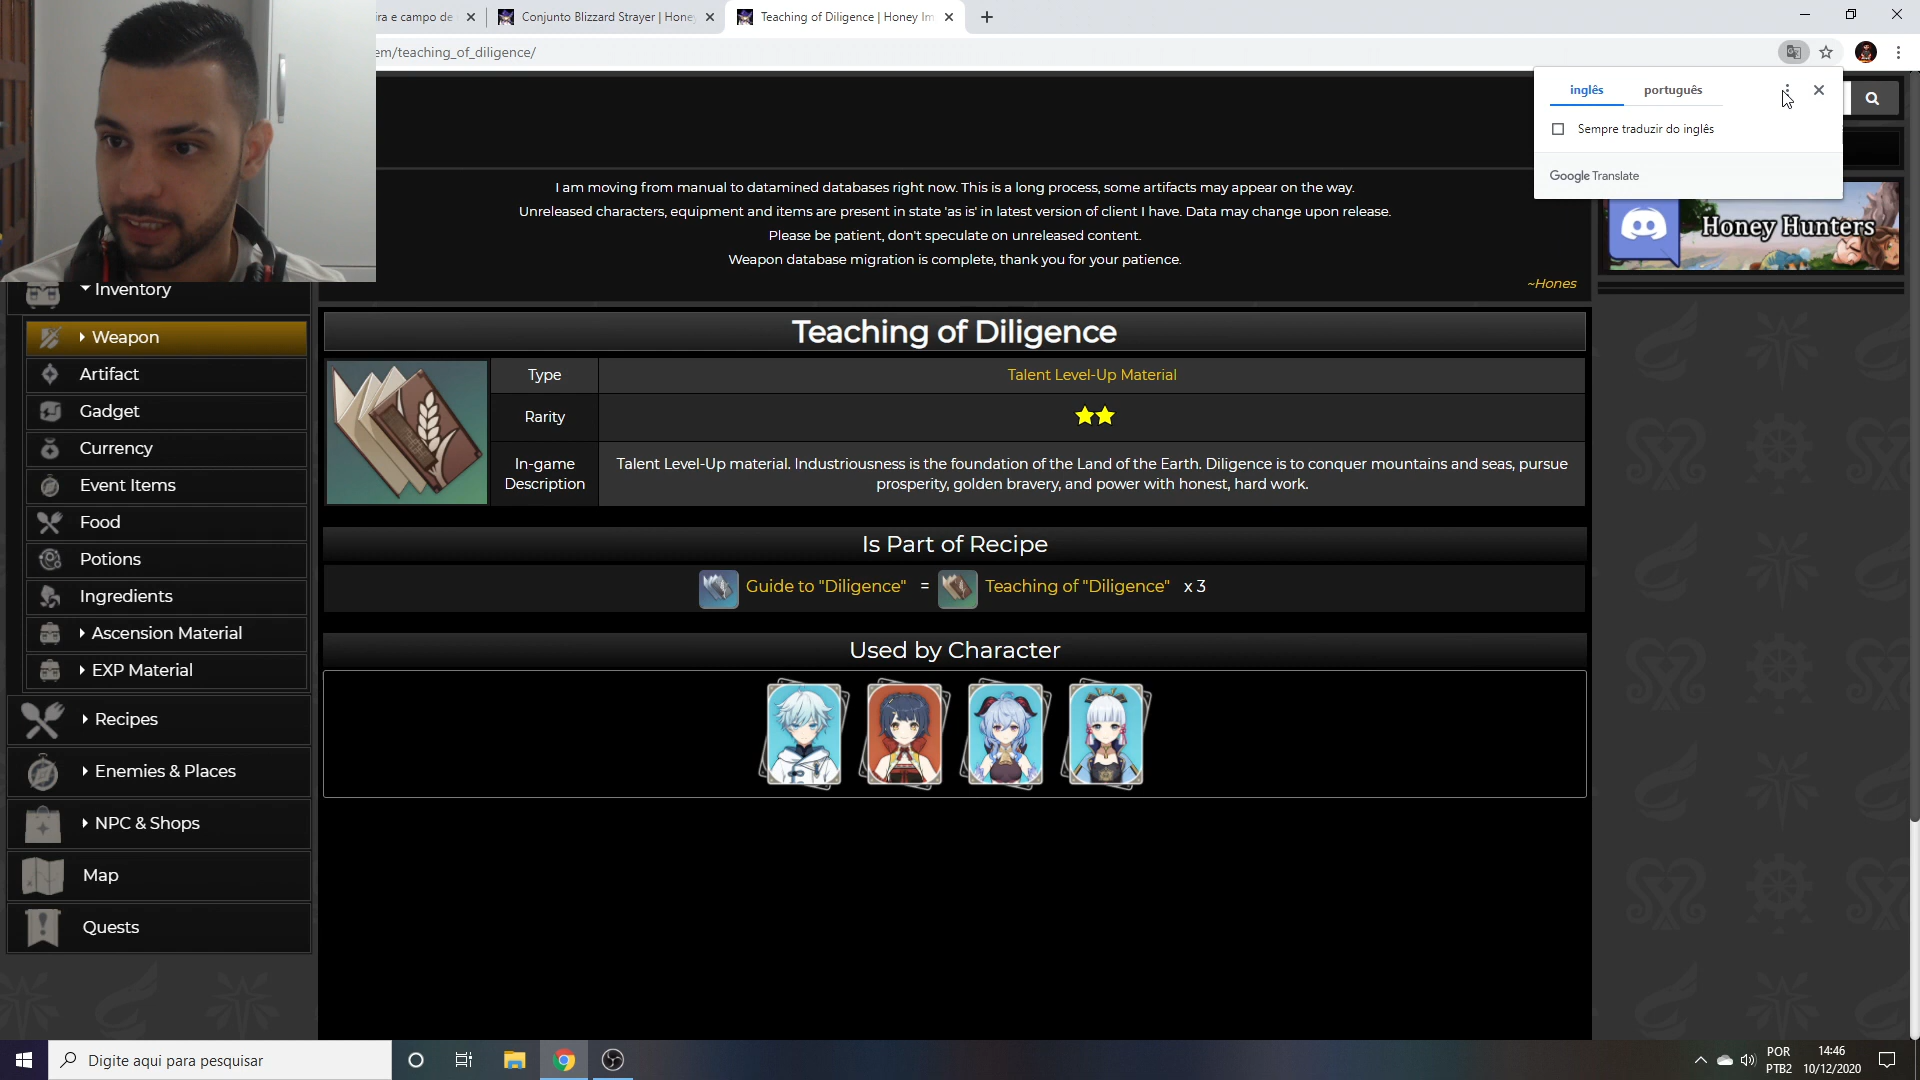 ira e campo de
Conjunto Blizzard Strayer | Honey
Teaching of Diligence | Honey Im
em/teaching_of_diligence/
inglês
português
Sempre traduzir do inglês
Google Translate
I am moving from manual to datamined databases right now. This is a long process, some artifacts may appear on the way.
Unreleased characters, equipment and items are present in state 'as is' in latest version of client I have. Data may change upon release.
Please be patient, don't speculate on unreleased content.
Weapon database migration is complete, thank you for your patience.
~Hones
Honey Hunters
Inventory
Weapon
Artifact
Gadget
Currency
Event Items
Food
Potions
Ingredients
Ascension Material
EXP Material
Recipes
Enemies & Places
NPC & Shops
Map
Quests
Teaching of Diligence
Type
Talent Level-Up Material
Rarity
In-game
Description
Talent Level-Up material. Industriousness is the foundation of the Land of the Earth. Diligence is to conquer mountains and seas, pursue
prosperity, golden bravery, and power with honest, hard work.
Is Part of Recipe
Guide to "Diligence" = Teaching of "Diligence" x 3
Used by Character
Digite aqui para pesquisar
POR
PTB2
14:46
10/12/2020